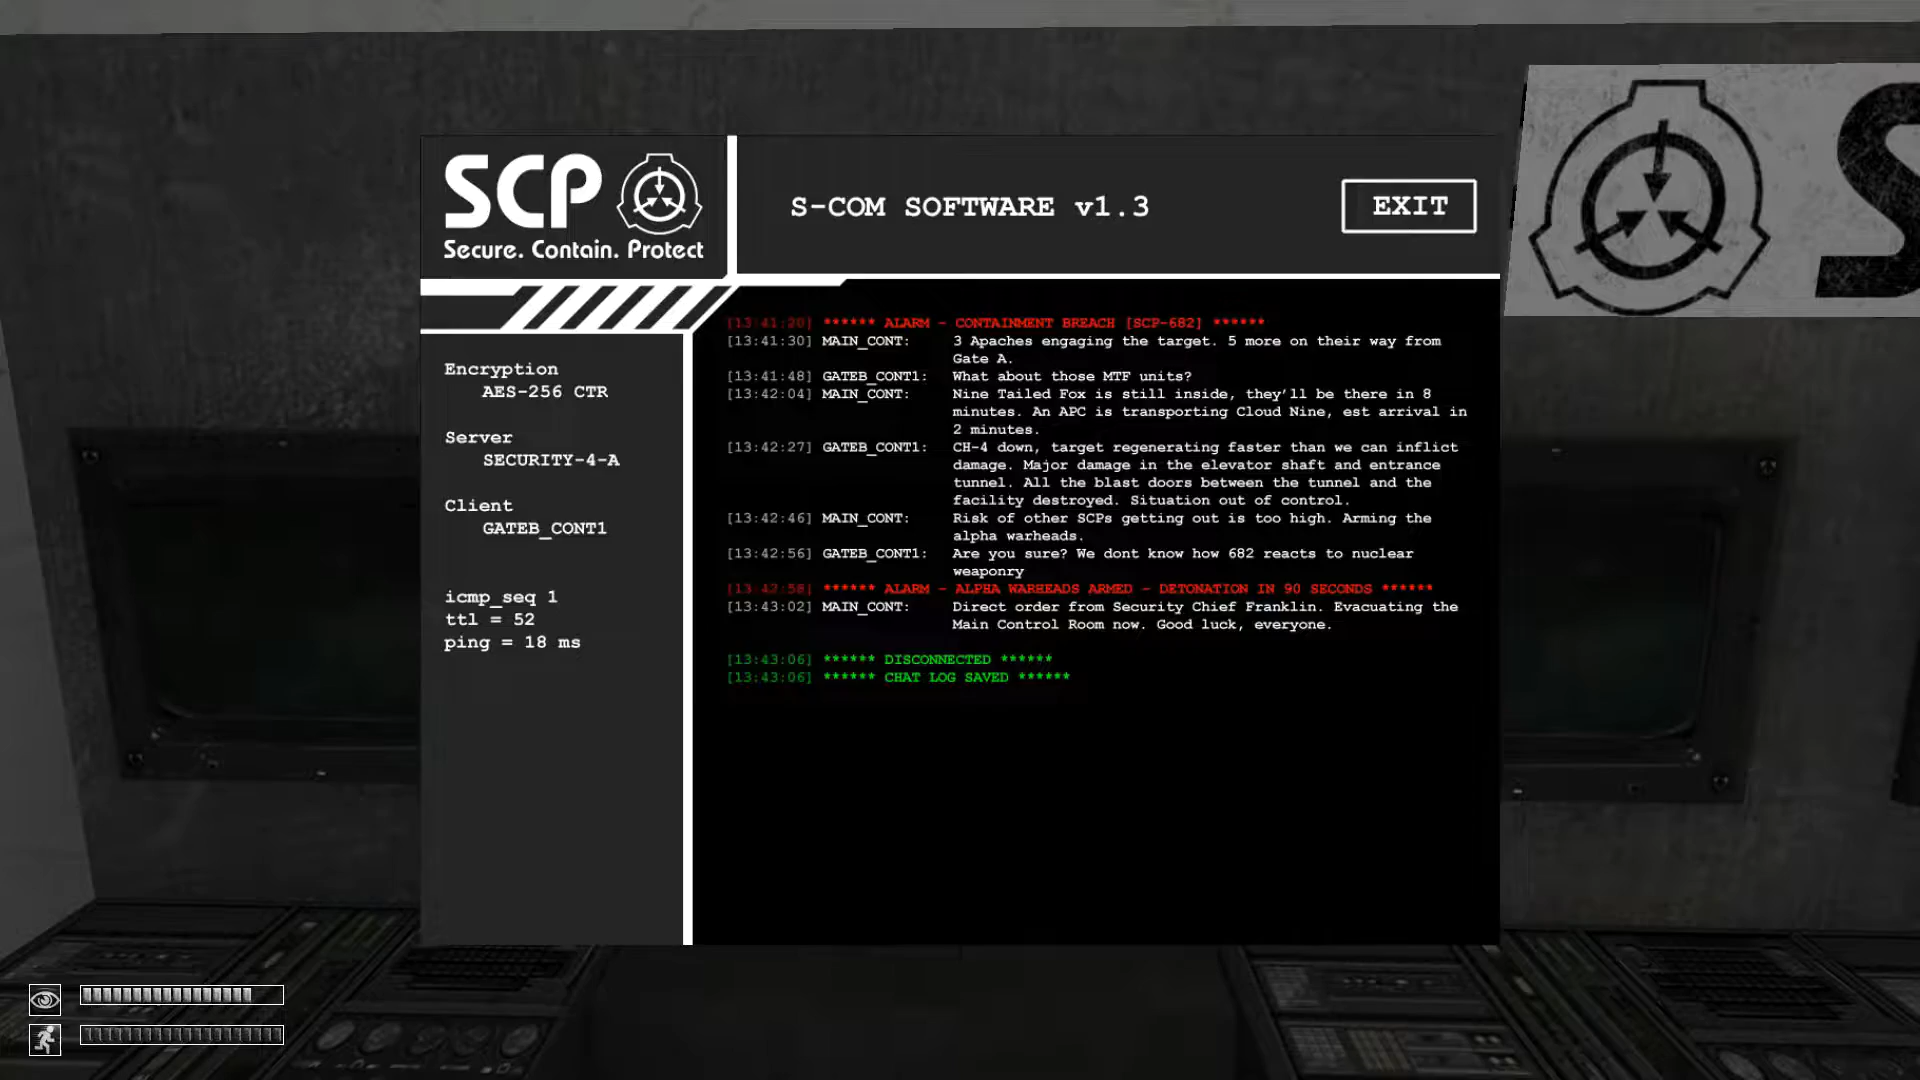 SCP
Secure. Contain. Protect
S-COM SOFTWARE v1.3
EXIT
S
Encryption
AES-256 CTR
Server
SECURITY-4-A
Client
GATEB_CONT1
icmp_seq 1
ttl = 52
ping = 18 ms
[13:41:20] ****** ALARM - CONTAINMENT BREACH [SCP-682] ******
[13:41:30] MAIN_CONT: 3 Apaches engaging the target. 5 more on their way from
Gate A.
[13:41:48] GATEB_CONT1: What about those MTF units?
[13:42:04] MAIN_CONT: Nine Tailed Fox is still inside, they'll be there in 8
minutes. An APC is transporting Cloud Nine, est arrival in
2 minutes.
[13:42:27] GATEB_CONT1: CH-4 down, target regenerating faster than we can inflict
damage. Major damage in the elevator shaft and entrance
tunnel. All the blast doors between the tunnel and the
facility destroyed. Situation out of control.
[13:42:46] MAIN_CONT: Risk of other SCPs getting out is too high. Arming the
alpha warheads.
[13:42:56] GATEB_CONT1: Are you sure? We dont know how 682 reacts to nuclear
weaponry
[13:42:58] ****** ALARM - ALPHA WARHEADS ARMED - DETONATION IN 90 SECONDS ******
[13:43:02] MAIN_CONT: Direct order from Security Chief Franklin. Evacuating the
Main Control Room now. Good luck, everyone.
[13:43:06] ****** DISCONNECTED ******
[13:43:06] ****** CHAT LOG SAVED ******